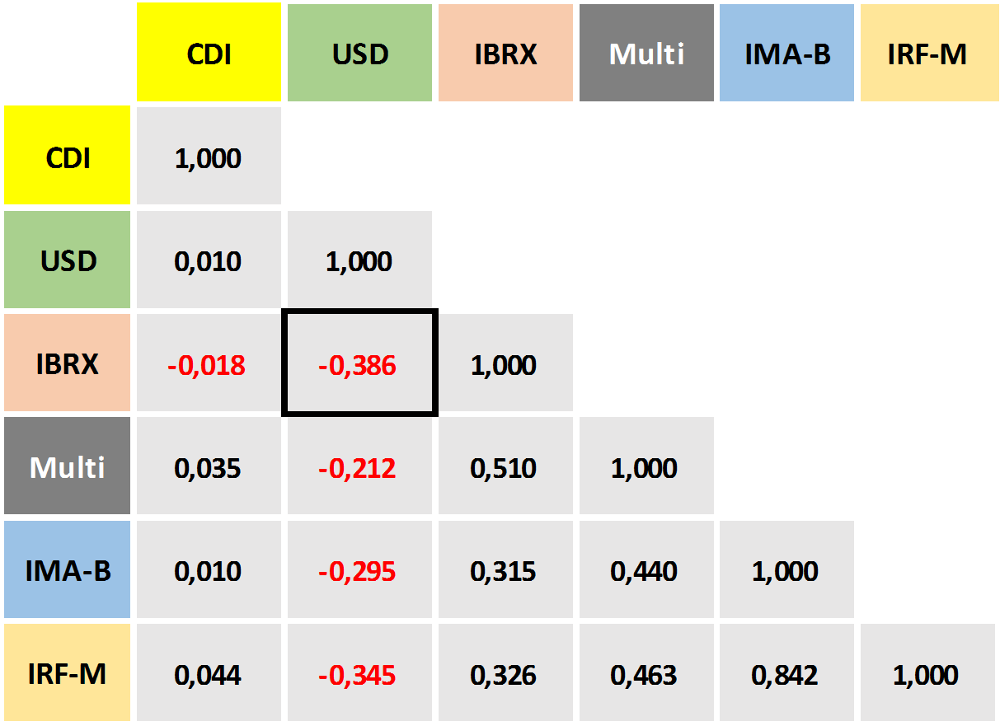 CDI USD IBRX Multi IMA-B IRF-M
CDI 1,000
USD 0,010 1,000
IBRX -0,018 -0,386 1,000
Multi 0,035 -0,212 0,510 1,000
IMA-B 0,010 -0,295 0,315 0,440 1,000
IRF-M 0,044 -0,345 0,326 0,463 0,842 1,000